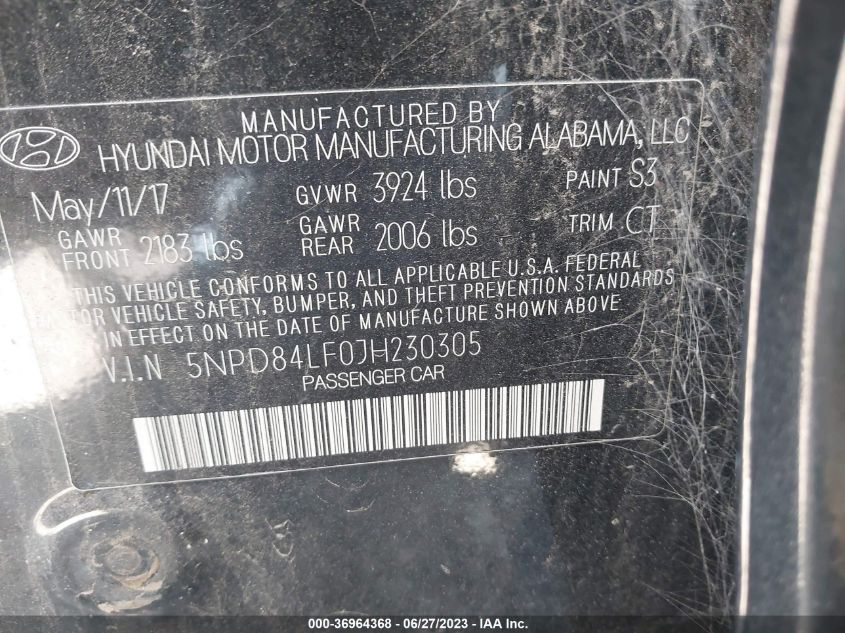 MANUFACTURED BY
HYUNDAI MOTOR MANUFACTURING ALABAMA, LLC
May/11/17 GVWR 3924 lbs PAINT S3
GAWR FRONT 2183 lbs GAWR REAR 2006 lbs TRIM CT
THIS VEHICLE CONFORMS TO ALL APPLICABLE U.S.A. FEDERAL
VEHICLE SAFETY, BUMPER, AND THEFT PREVENTION STANDARDS
IN EFFECT ON THE DATE OF MANUFACTURE SHOWN ABOVE
V.I.N 5NPD84LF0JH230305
PASSENGER CAR
000-36964368 - 06/27/2023 - IAA Inc.